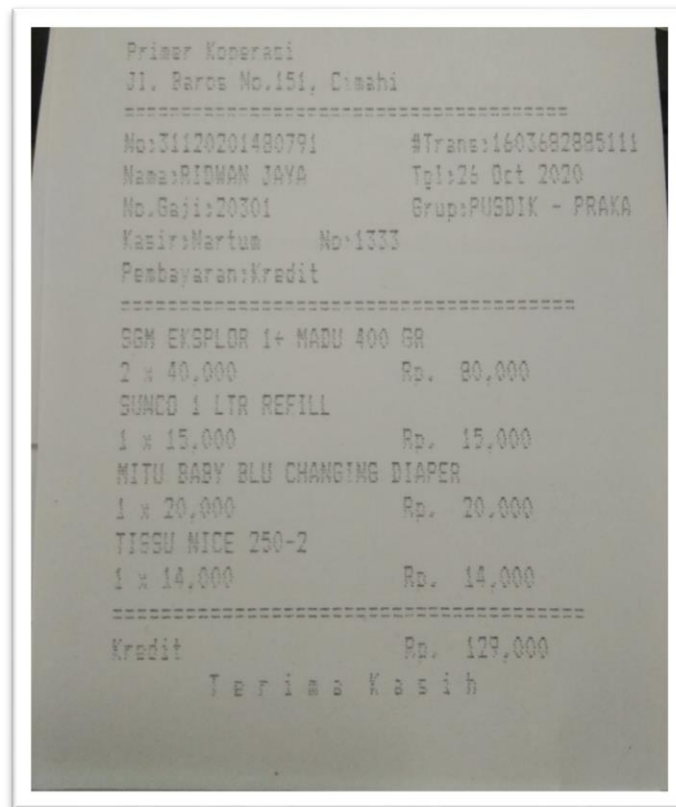 Primer Koperasi
Jl. Baros No.151, Cimahi
========================================
No:31120201480791 #Trans:1603682885111
Nama:RIDWAN JAYA Tgl:26 Oct 2020
No.Gaji:20301 Grup:PUSDIK - PRAKA
Kasir:Martum No:1333
Pembayaran:Kredit
========================================
SGM EKSPLOR 1+ MADU 400 GR
2 x 40,000 Rp. 80,000
SUNCO 1 LTR REFILL
1 x 15,000 Rp. 15,000
MITU BABY BLU CHANGING DIAPER
1 x 20,000 Rp. 20,000
TISSU NICE 250-2
1 x 14,000 Rp. 14,000
========================================
Kredit Rp. 129,000
T e r i m a K a s i h